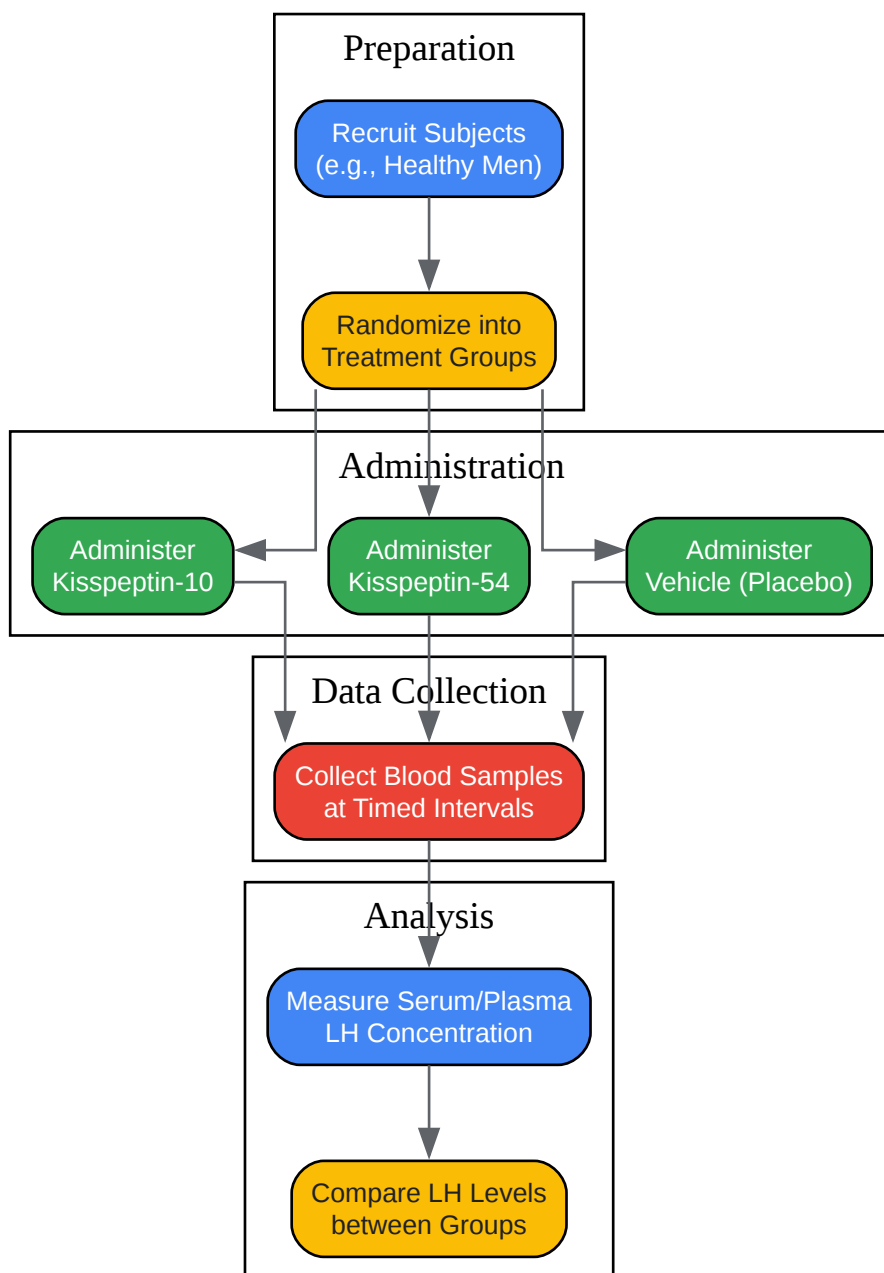 Preparation
Recruit Subjects
(e.g., Healthy Men)
Randomize into
Treatment Groups
Administration
Administer
Kisspeptin-10
Administer
Kisspeptin-54
Administer
Vehicle (Placebo)
Data Collection
Collect Blood Samples
at Timed Intervals
Analysis
Measure Serum/Plasma
LH Concentration
Compare LH Levels
between Groups